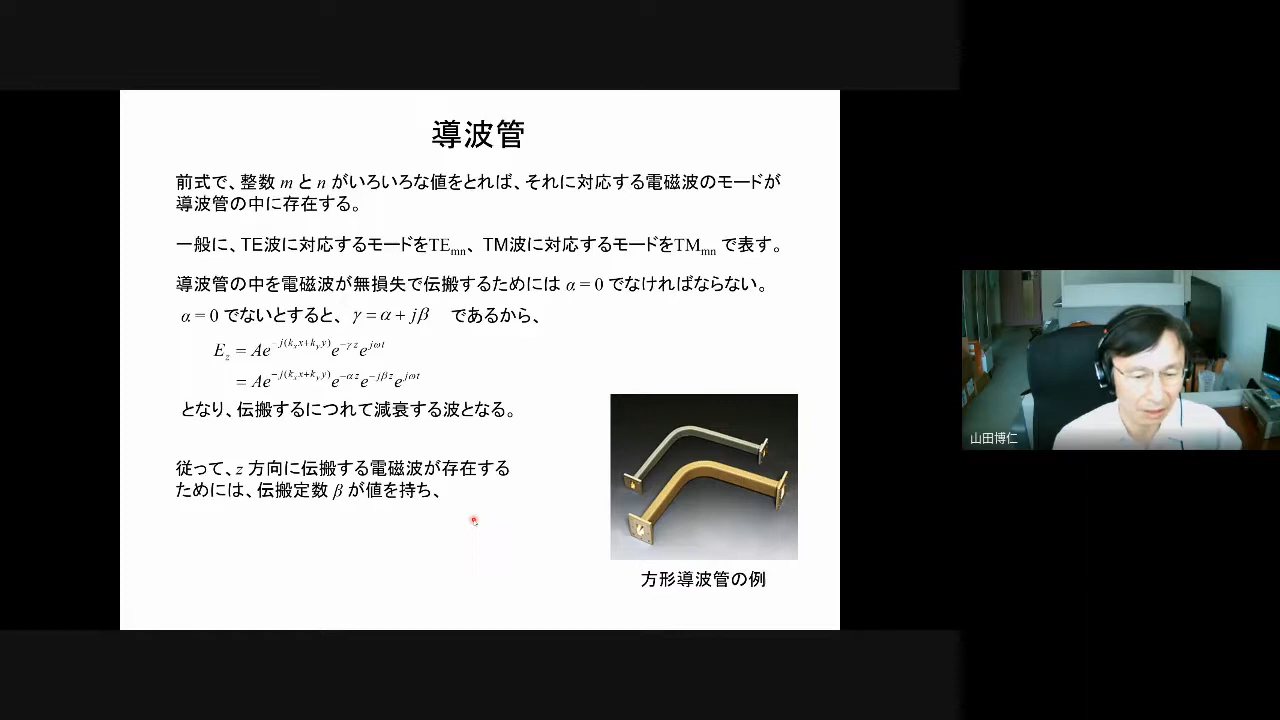 導波管
前式で、整数 m と n がいろいろな値をとれば、それに対応する電磁波のモードが
導波管の中に存在する。
一般に、TE波に対応するモードをTEmn、TM波に対応するモードをTMmn で表す。
導波管の中を電磁波が無損失で伝搬するためには α = 0 でなければならない。
α = 0 でないとすると、 γ = α + jβ であるから、
E_z = Ae^{-j(k_x x+k_y y)} e^{-γz} e^{jωt}
= Ae^{-j(k_x x+k_y y)} e^{-αz} e^{-jβz} e^{jωt}
となり、伝搬するにつれて減衰する波となる。
従って、z 方向に伝搬する電磁波が存在する
ためには、伝搬定数 β が値を持ち、
方形導波管の例
山田博仁